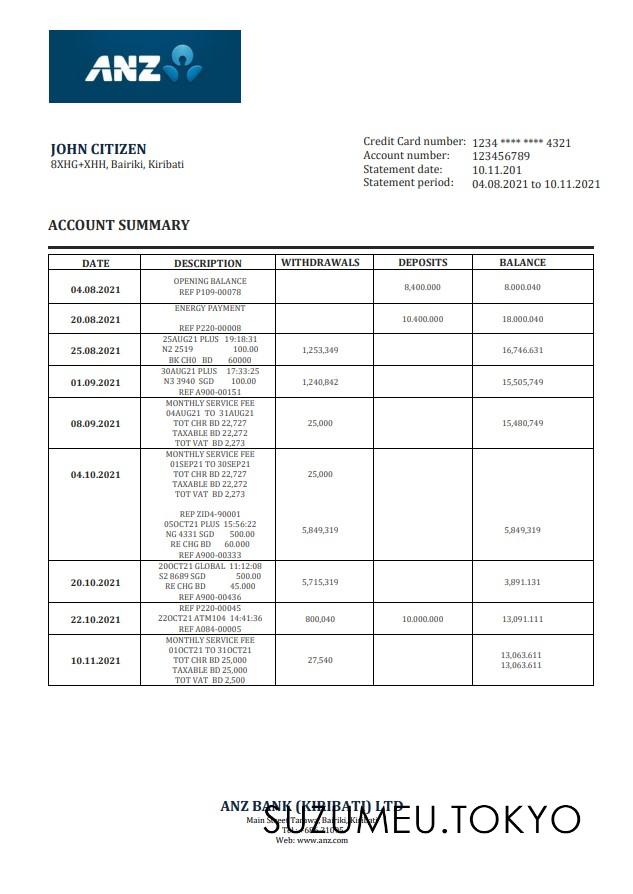 ANZ
JOHN CITIZEN
8XHG+XHH, Bairiki, Kiribati
Credit Card number: 1234 **** **** 4321
Account number: 123456789
Statement date: 10.11.201
Statement period: 04.08.2021 to 10.11.2021
ACCOUNT SUMMARY
DATE DESCRIPTION WITHDRAWALS DEPOSITS BALANCE
OPENING BALANCE
04.08.2021 8,400.000 8.000.040
REF P109-00078
ENERGY PAYMENT
20.08.2021 10.400.000 18.000.040
REF P220-00008
25AUG21 PLUS 19:18:31
25.08.2021 N2 2519 100.00 1,253,349 16,746.631
BK CH0 BD 60000
30AUG21 PLUS 17:33:25
01.09.2021 N3 3940 SGD 100.00 1,240,842 15,505,749
REF A900-00151
MONTHLY SERVICE FEE
04AUG21 TO 31AUG21
08.09.2021 TOT CHR BD 22,727 25,000 15,480,749
TAXABLE BD 22,272
TOT VAT BD 2,273
MONTHLY SERVICE FEE
01SEP21 TO 30SEP21
04.10.2021 TOT CHR BD 22,727 25,000
TAXABLE BD 22,272
TOT VAT BD 2,273
REP ZID4-90001
05OCT21 PLUS 15:56:22
NG 4331 SGD 500.00 5,849,319 5,849,319
RE CHG BD 60.000
REF A900-00333
20OCT21 GLOBAL 11:12:08
20.10.2021 S2 8689 SGD 500.00 5,715,319 3,891.131
RE CHG BD 45.000
REF A900-00436
REF P220-00045
22.10.2021 22OCT21 ATM104 14:41:36 800,040 10.000.000 13,091.111
REF A084-00005
MONTHLY SERVICE FEE
01OCT21 TO 31OCT21
10.11.2021 TOT CHR BD 25,000 27,540 13,063.611
TAXABLE BD 25,000 13,063.611
TOT VAT BD 2,500
ANZ BANK (KIRIBATI) LTD
SUZUMEU.TOKYO
Main Street Tarawa, Bairiki, Kiribati
Web: www.anz.com